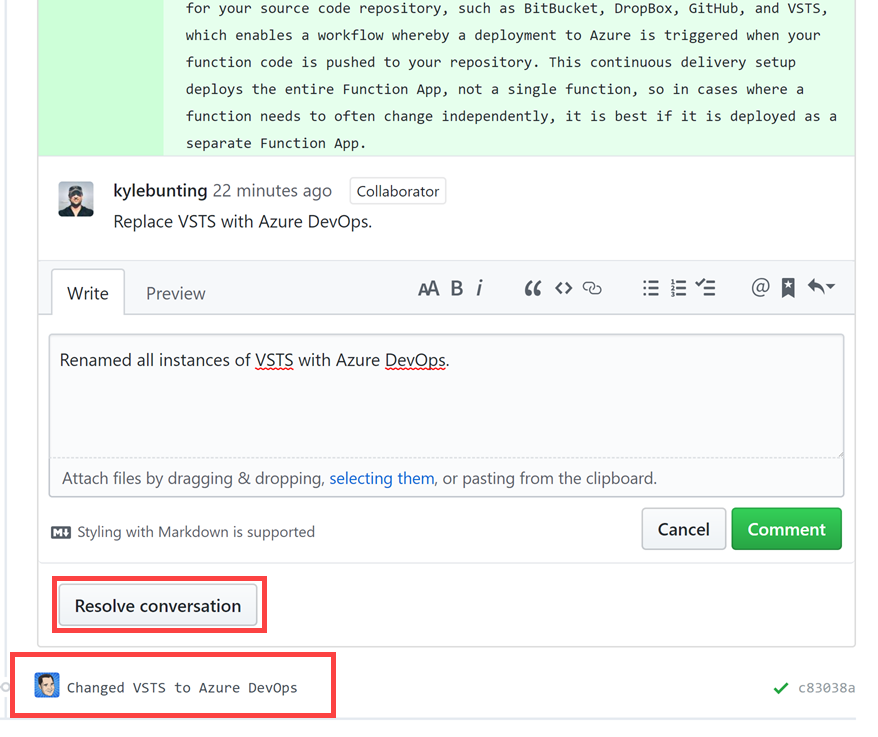 for your source code repository, such as BitBucket, DropBox, GitHub, and VSTS,
which enables a workflow whereby a deployment to Azure is triggered when your
function code is pushed to your repository. This continuous delivery setup
deploys the entire Function App, not a single function, so in cases where a
function needs to often change independently, it is best if it is deployed as a
separate Function App.
kylebunting 22 minutes ago Collaborator
Replace VSTS with Azure DevOps.
Write Preview AA B i “ <> @
Renamed all instances of VSTS with Azure DevOps.
Attach files by dragging & dropping, selecting them, or pasting from the clipboard.
M↓ Styling with Markdown is supported Cancel Comment
Resolve conversation
Changed VSTS to Azure DevOps c83038a